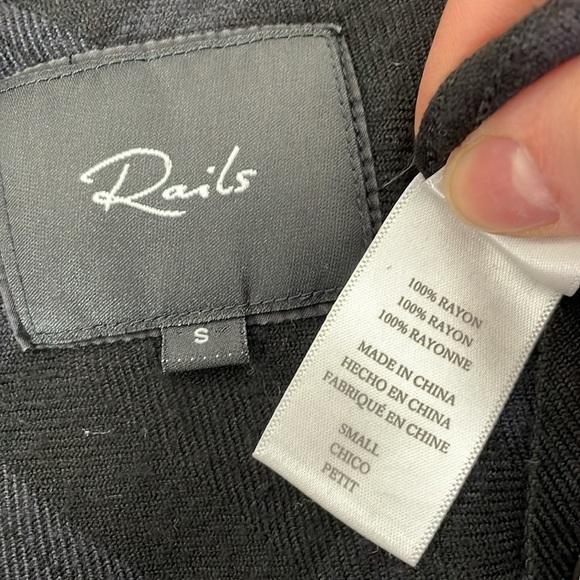 Rails
S
100% RAYON
100% RAYON
100% RAYONNE
MADE IN CHINA
HECHO EN CHINA
FABRIQUÉ EN CHINE
SMALL
CHICO
PETIT